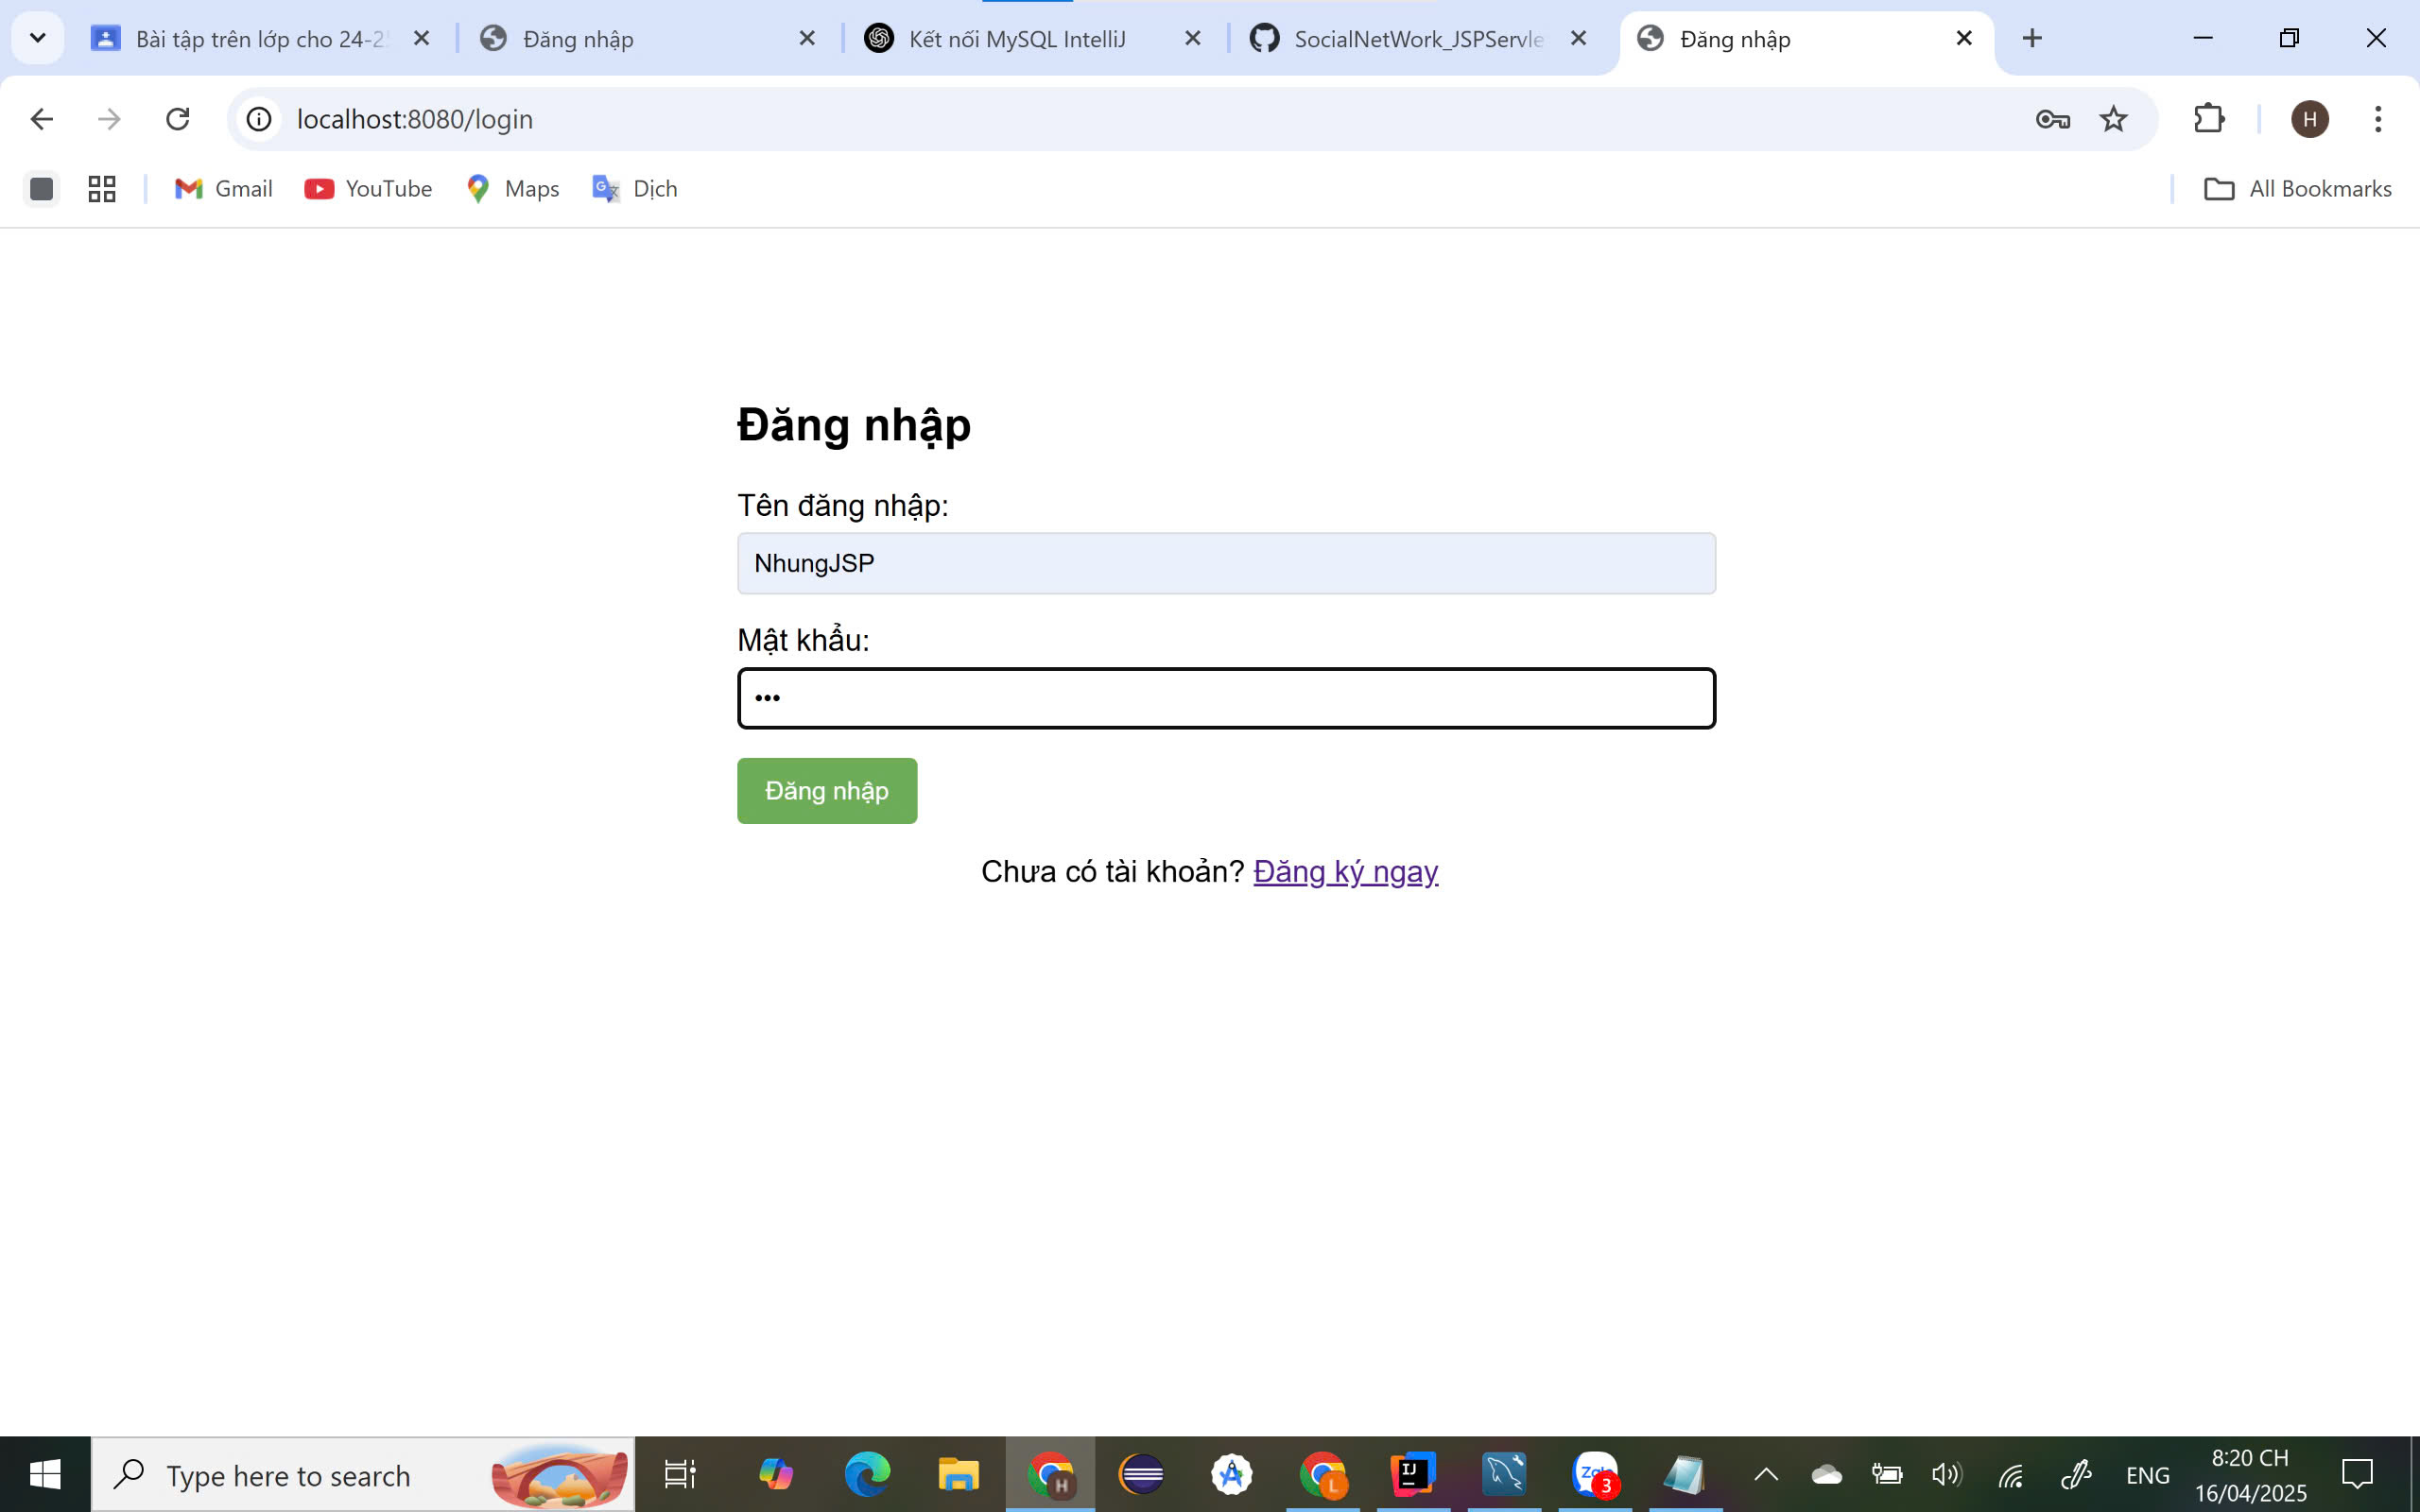 Bài tập trên lớp cho 24-2
Đăng nhập
Kết nối MySQL IntelliJ
SocialNetWork_JSPServle
Đăng nhập
localhost:8080/login
H
Gmail
YouTube
Maps
Dịch
All Bookmarks
Đăng nhập
Tên đăng nhập:
NhungJSP
Mật khẩu:
•••
Đăng nhập
Chưa có tài khoản? Đăng ký ngay
Type here to search
H
L
IJ
3
ENG
8:20 CH
16/04/2025